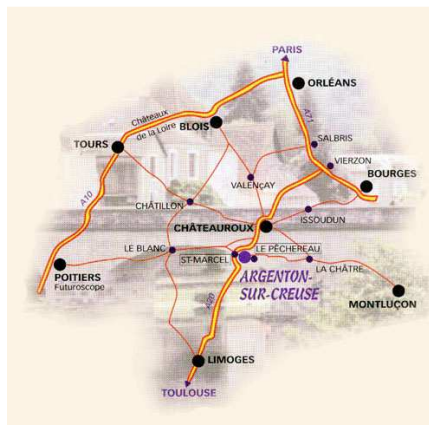 PARIS
ORLÉANS
Châteaux
de la Loire
BLOIS
A71
TOURS
SALBRIS
VIERZON
BOURGES
VALENÇAY
A10
CHÂTILLON
ISSOUDUN
CHÂTEAUROUX
LE BLANC
LE PÊCHEREAU
ST-MARCEL
POITIERS
Futuroscope
LA CHÂTRE
ARGENTON-
SUR-CREUSE
MONTLUÇON
A20
LIMOGES
TOULOUSE